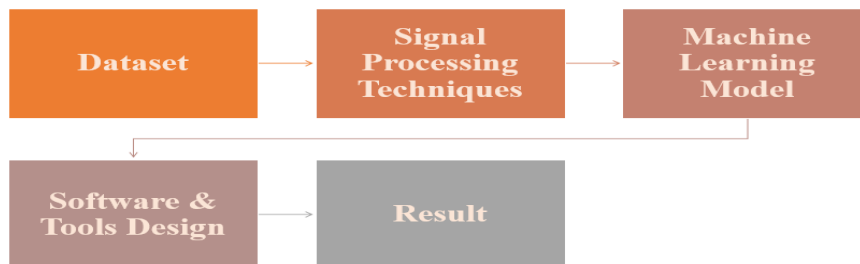 Dataset
Signal
Processing
Techniques
Machine
Learning
Model
Software &
Tools Design
Result